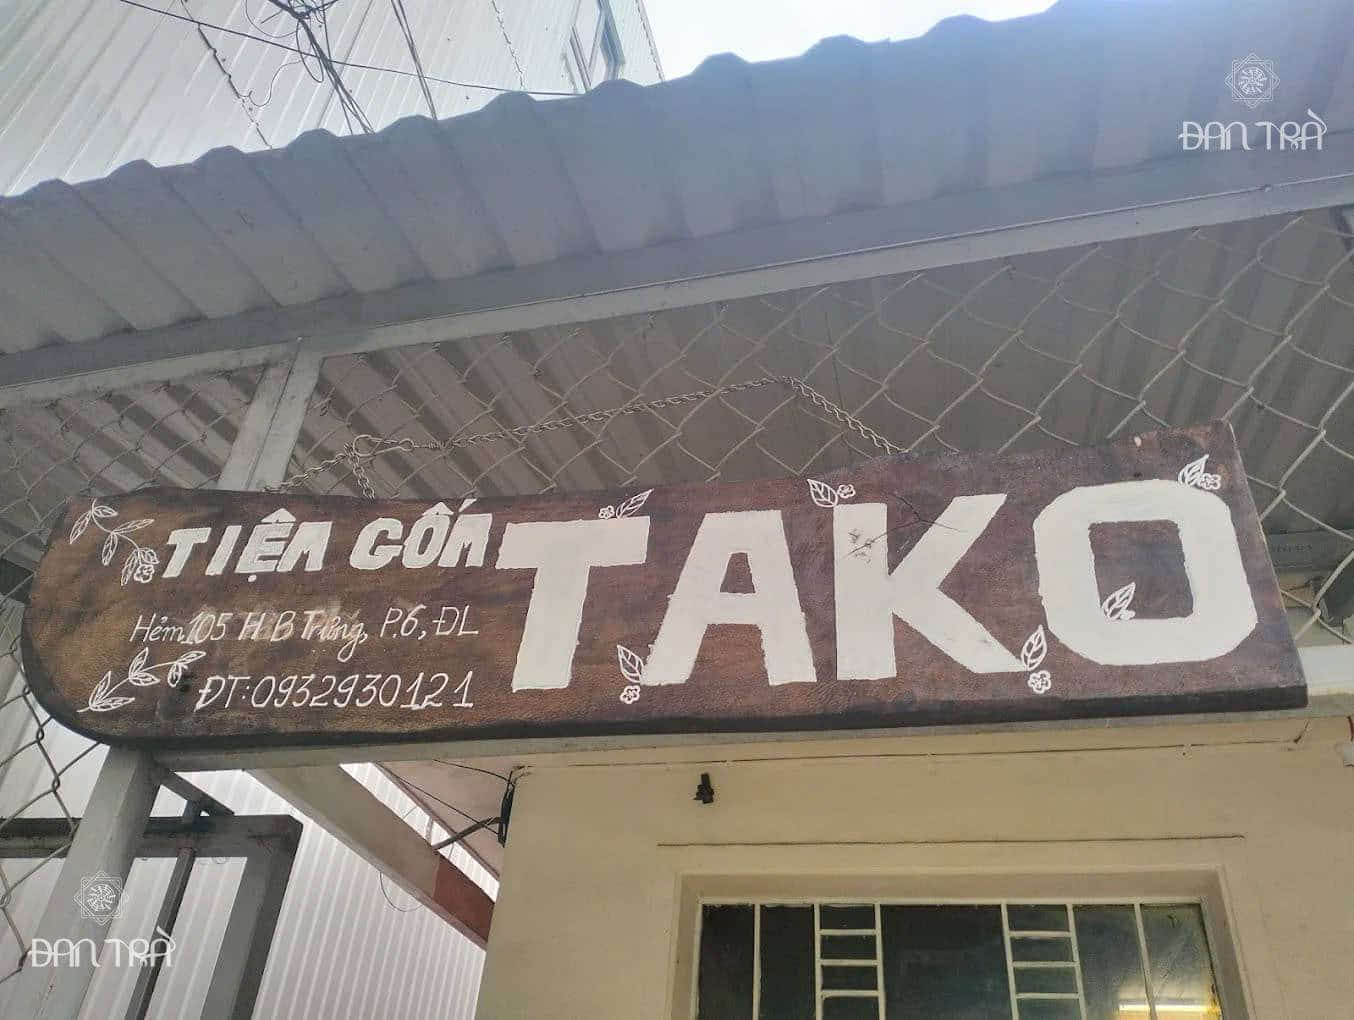 ĐAN TRÀ
TIỆM GỐM
TAKO
Hẻm 105 H B Trưng, P.6, ĐL
ĐT: 0932930121
ĐAN TRÀ